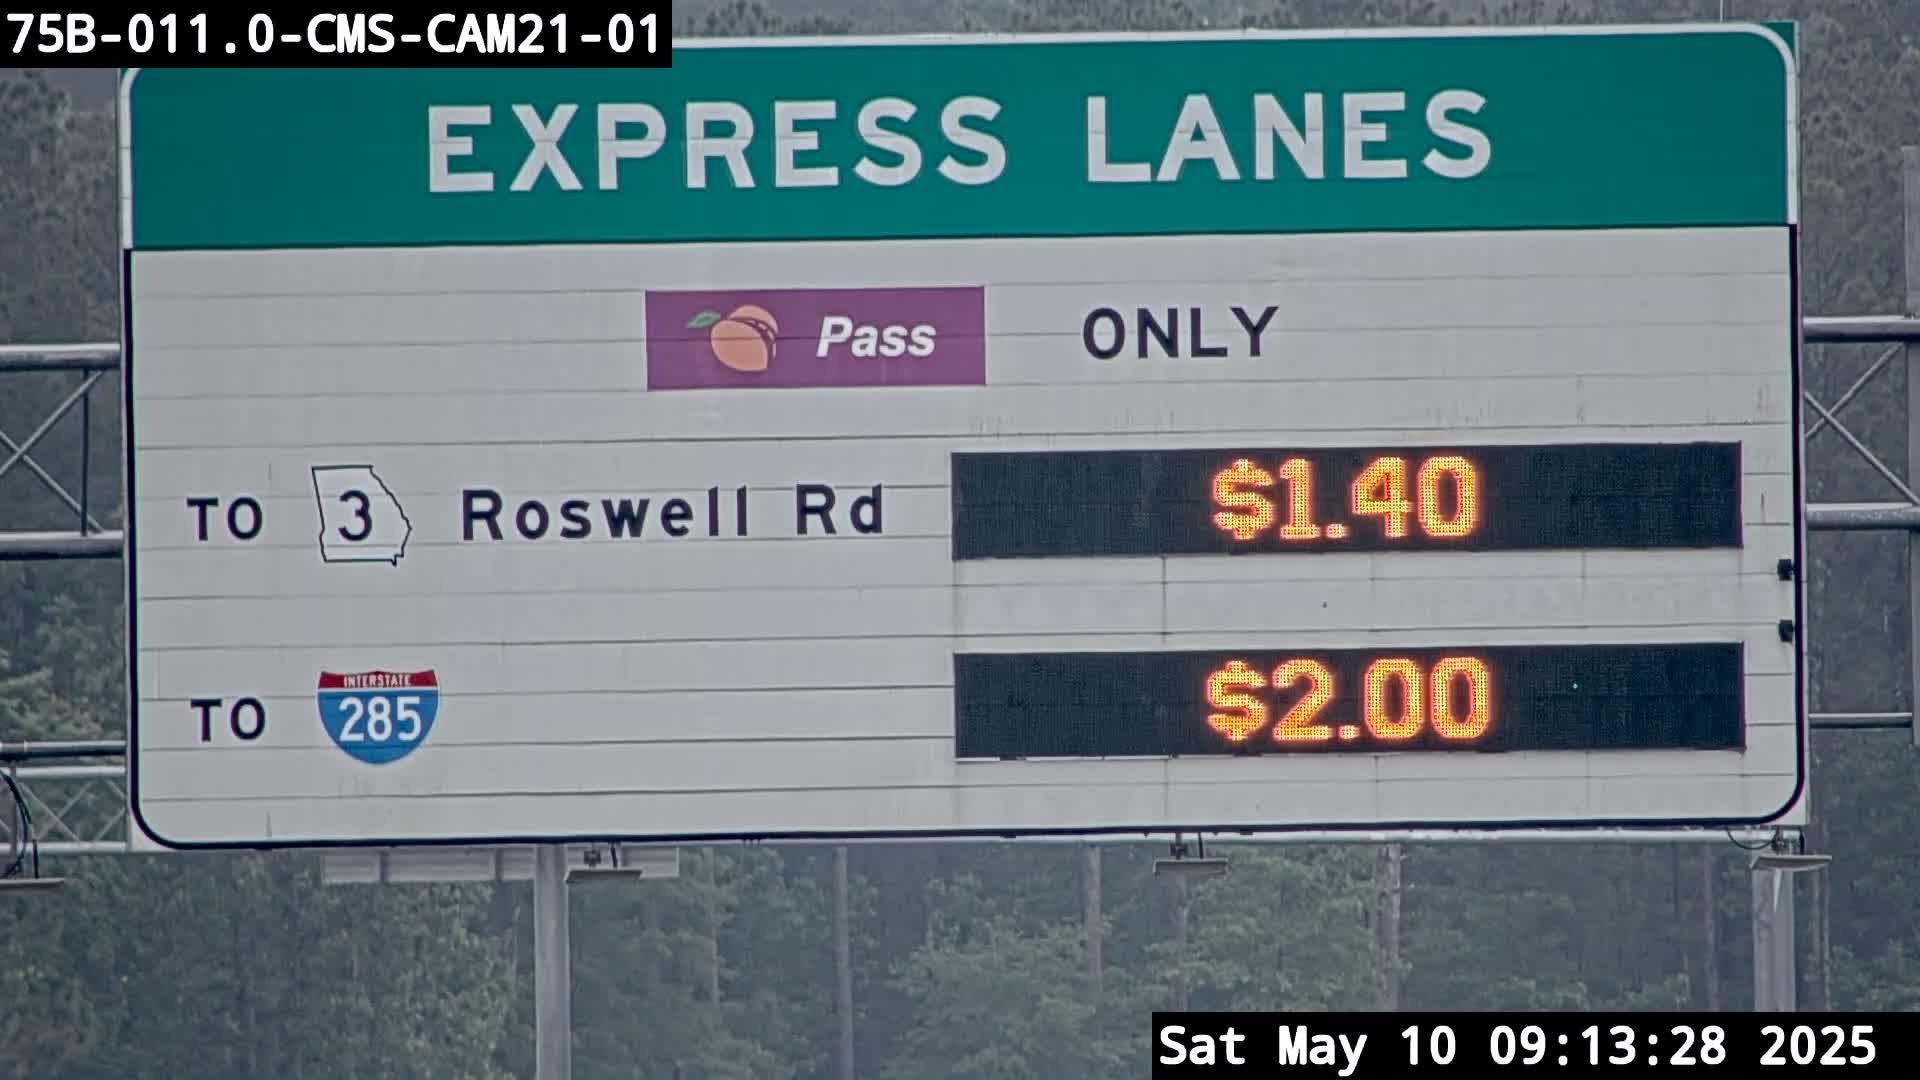 75B-011.0-CMS-CAM21-01
EXPRESS LANES
Pass ONLY
TO 3 Roswell Rd $1.40
TO INTERSTATE 285 $2.00
Sat May 10 09:13:28 2025